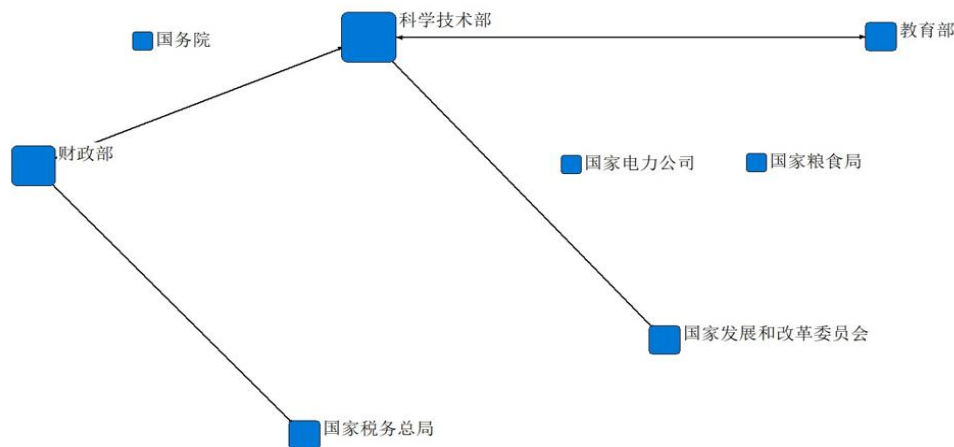 科学技术部
国务院
教育部
财政部
国家电力公司
国家粮食局
国家发展和改革委员会
国家税务总局